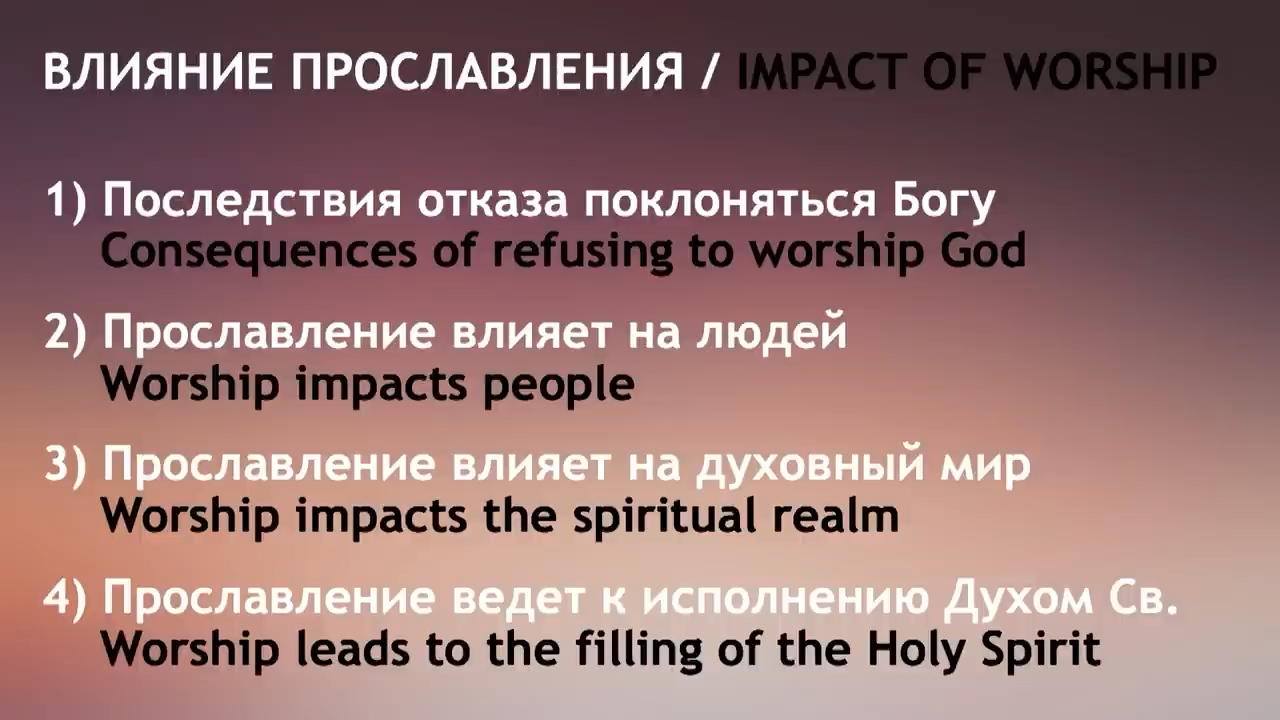 ВЛИЯНИЕ ПРОСЛАВЛЕНИЯ / IMPACT OF WORSHIP
1) Последствия отказа поклоняться Богу
Consequences of refusing to worship God
2) Прославление влияет на людей
Worship impacts people
3) Прославление влияет на духовный мир
Worship impacts the spiritual realm
4) Прославление ведет к исполнению Духом Св.
Worship leads to the filling of the Holy Spirit